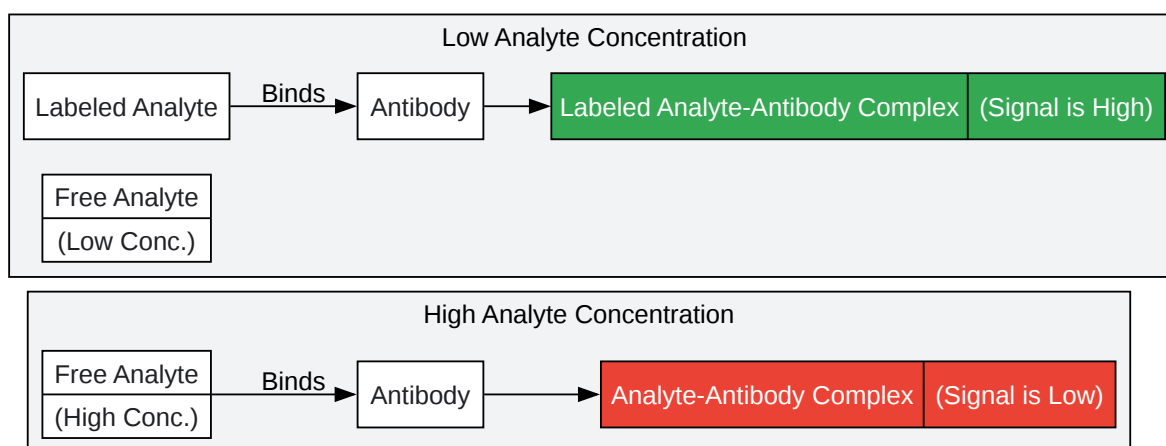 Low Analyte Concentration
Labeled Analyte
Binds
Antibody
Labeled Analyte-Antibody Complex
(Signal is High)
Free Analyte
(Low Conc.)
High Analyte Concentration
Free Analyte
(High Conc.)
Binds
Antibody
Analyte-Antibody Complex
(Signal is Low)